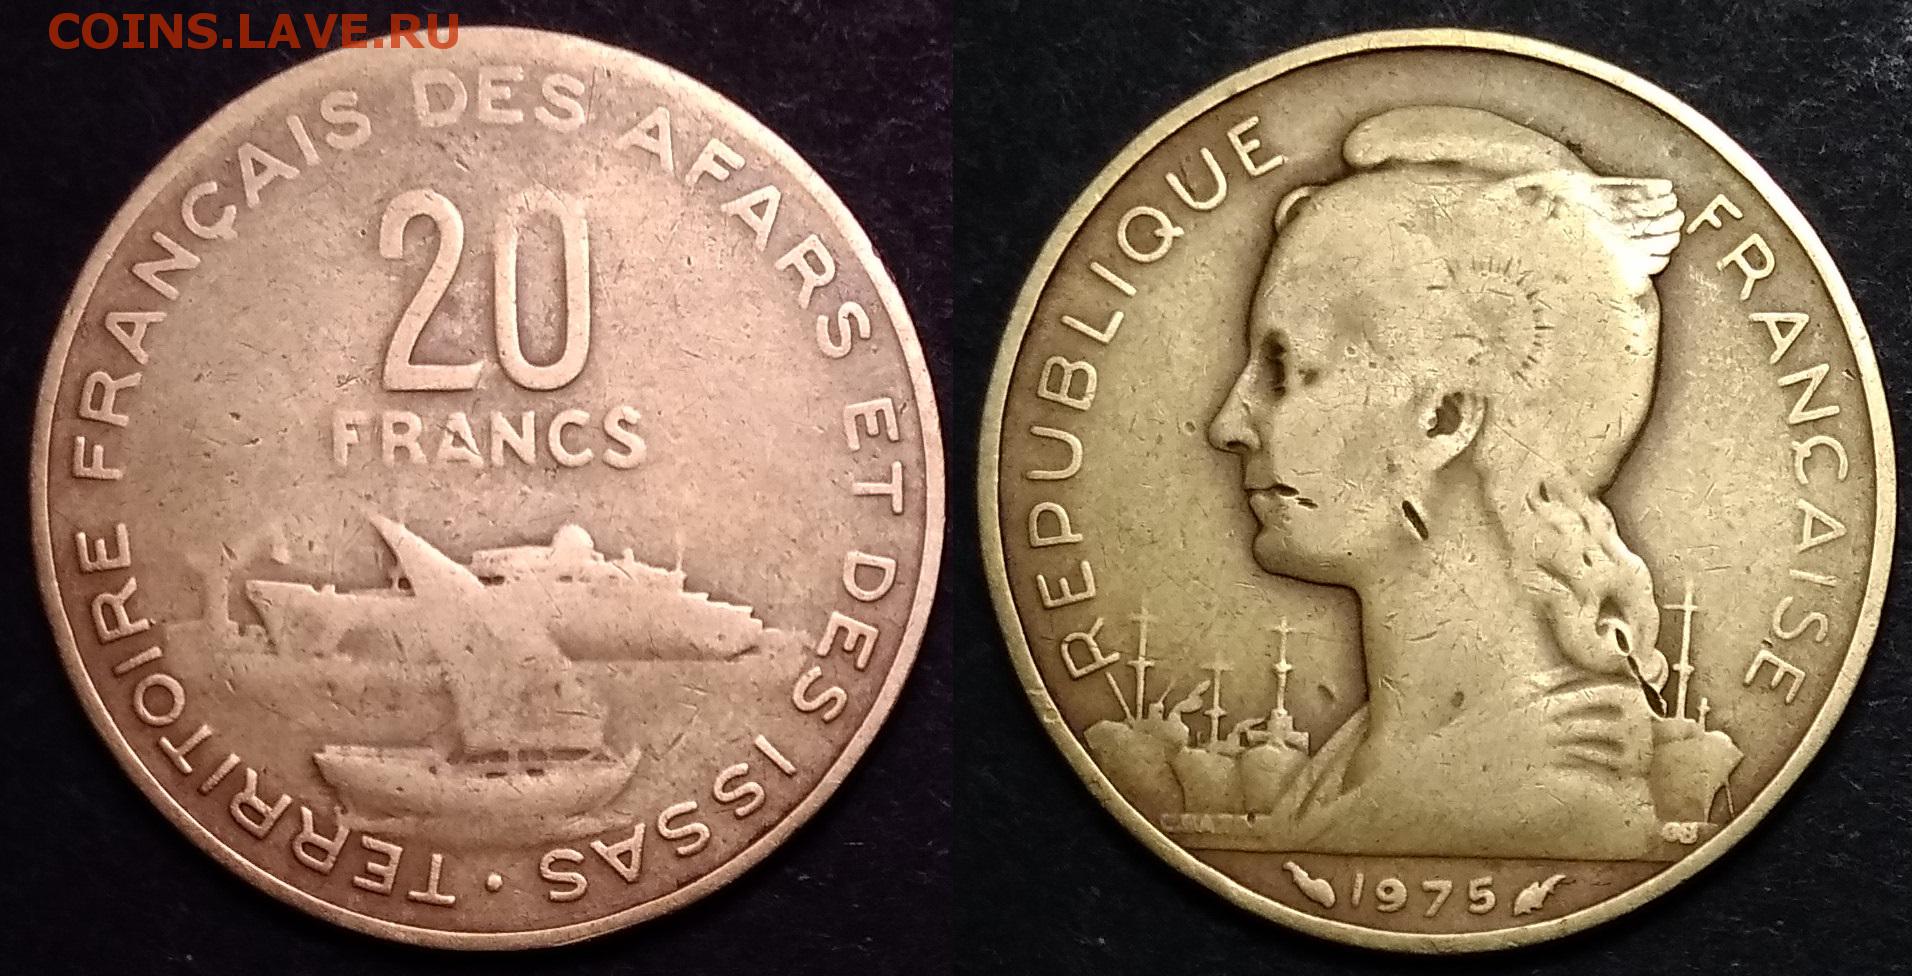 COINS.LAVE.RU
TERRITOIRE FRANÇAIS DES AFARS ET DES ISSAS •
20
FRANCS
REPUBLIQUE FRANÇAISE
1975